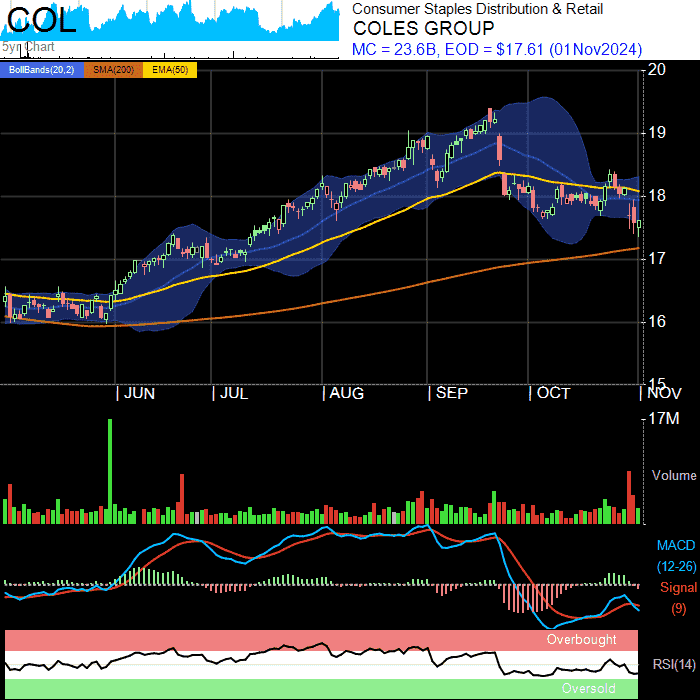 COL
5yr Chart
Consumer Staples Distribution & Retail
COLES GROUP
MC = 23.6B, EOD = $17.61 (01Nov2024)
BollBands(20,2) SMA(200) EMA(50)
20
19
18
17
16
15
JUN JUL AUG SEP OCT NOV
17M
Volume
MACD
(12-26)
Signal
(9)
Overbought
RSI(14)
Oversold